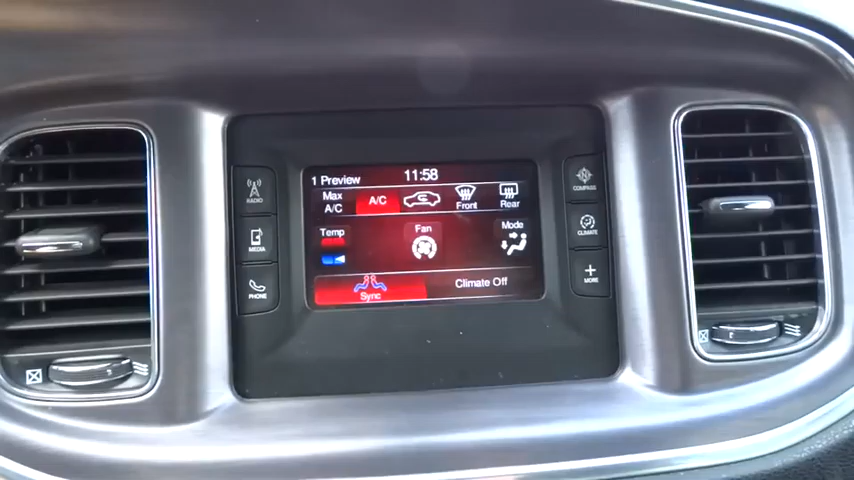 1 Preview 11:58
RADIO
Max A/C
A/C
Front
Rear
COMPASS
MEDIA
Temp
Fan
Mode
CLIMATE
PHONE
Sync
Climate Off
MORE